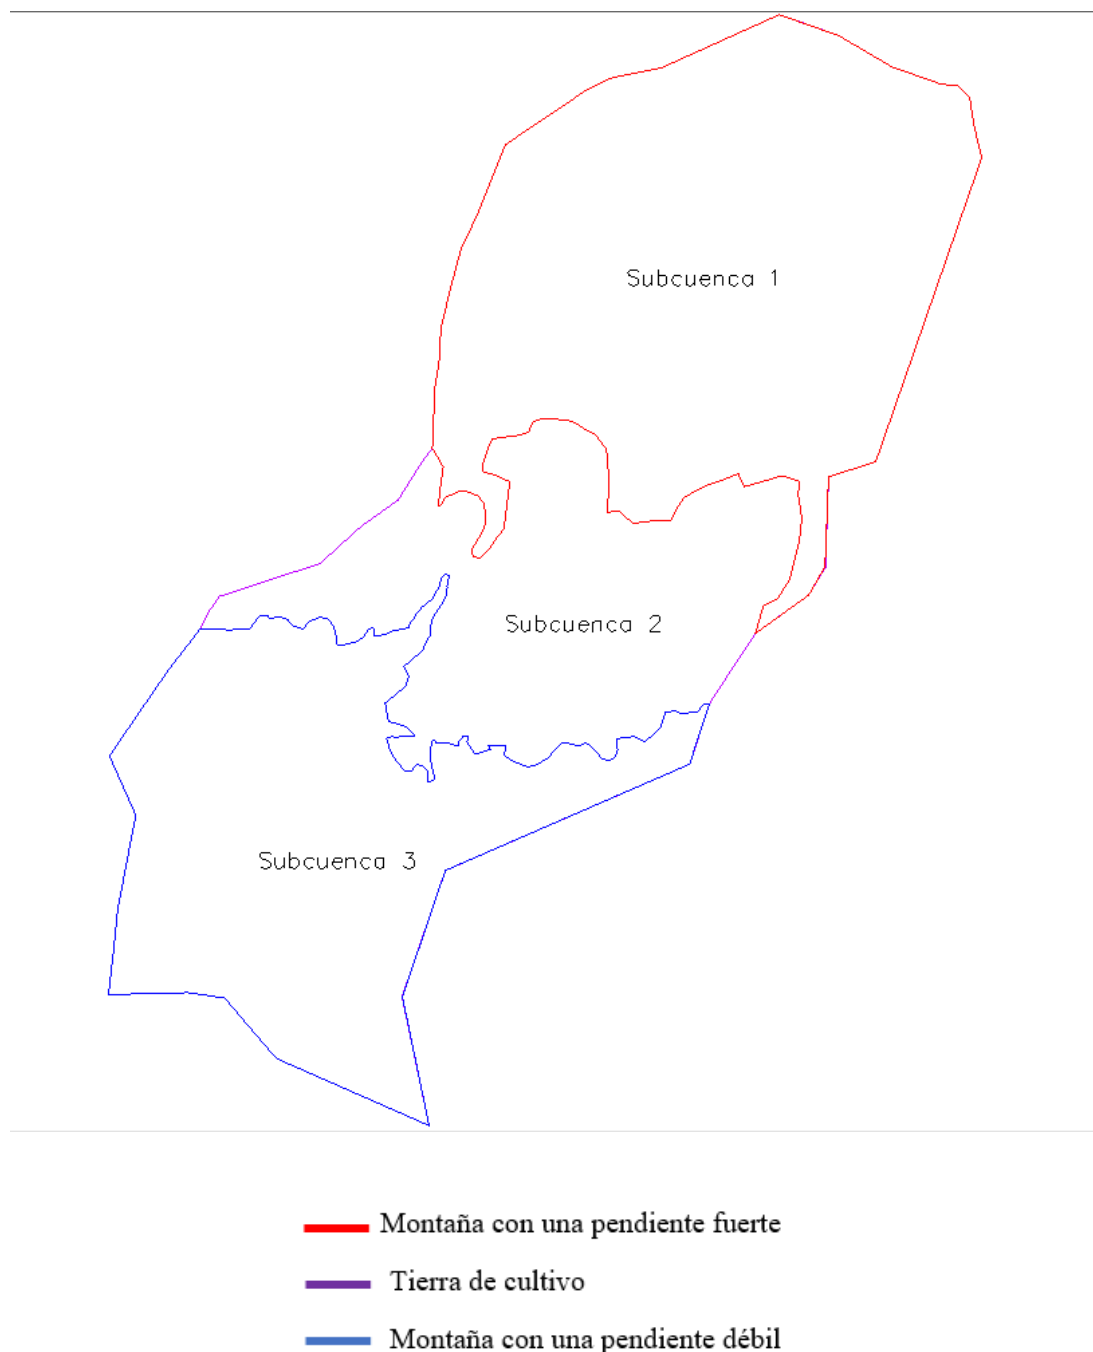 Subcuenca 1
Subcuenca 2
Subcuenca 3
Montaña con una pendiente fuerte
Tierra de cultivo
Montaña con una pendiente débil